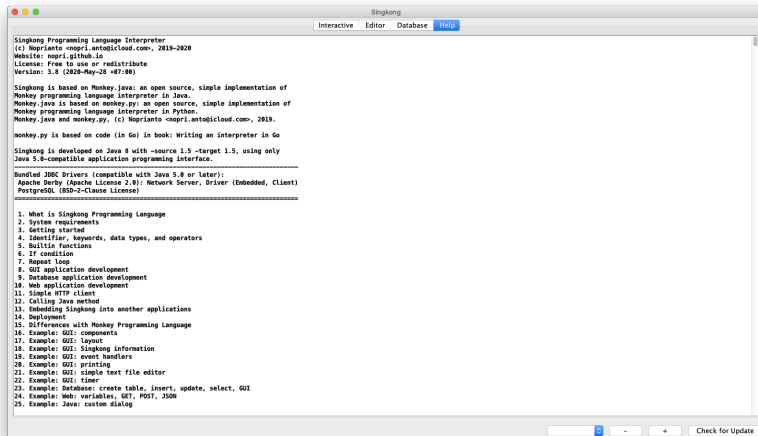 Singkong
Interactive Editor Database Help
Singkong Programming Language Interpreter
(c) Noprianto <nopri.anto@icloud.com>, 2019-2020
Website: nopri.github.io
License: Free to use or redistribute
Version: 3.8 (2020-May-28 +07:00)
Singkong is based on Monkey.java: an open source, simple implementation of
Monkey programming language interpreter in Java.
Monkey.java is based on monkey.py: an open source, simple implementation of
Monkey programming language interpreter in Python.
Monkey.java and monkey.py, (c) Noprianto <nopri.anto@icloud.com>, 2019.
monkey.py is based on code (in Go) in book: Writing an interpreter in Go
Singkong is developed on Java 8 with -source 1.5 -target 1.5, using only
Java 5.0-compatible application programming interface.
Bundled JDBC Drivers (compatible with Java 5.0 or later):
Apache Derby (Apache License 2.0): Network Server, Driver (Embedded, Client)
PostgreSQL (BSD-2-Clause License)
1. What is Singkong Programming Language
2. System requirements
3. Getting started
4. Identifier, keywords, data types, and operators
5. Builtin functions
6. If condition
7. Repeat loop
8. GUI application development
9. Database application development
10. Web application development
11. Simple HTTP client
12. Calling Java method
13. Embedding Singkong into another applications
14. Deployment
15. Differences with Monkey Programming Language
16. Example: GUI: components
17. Example: GUI: layout
18. Example: GUI: Singkong information
19. Example: GUI: event handlers
20. Example: GUI: printing
21. Example: GUI: simple text file editor
22. Example: GUI: timer
23. Example: Database: create table, insert, update, select, GUI
24. Example: Web: variables, GET, POST, JSON
25. Example: Java: custom dialog
- + Check for Update